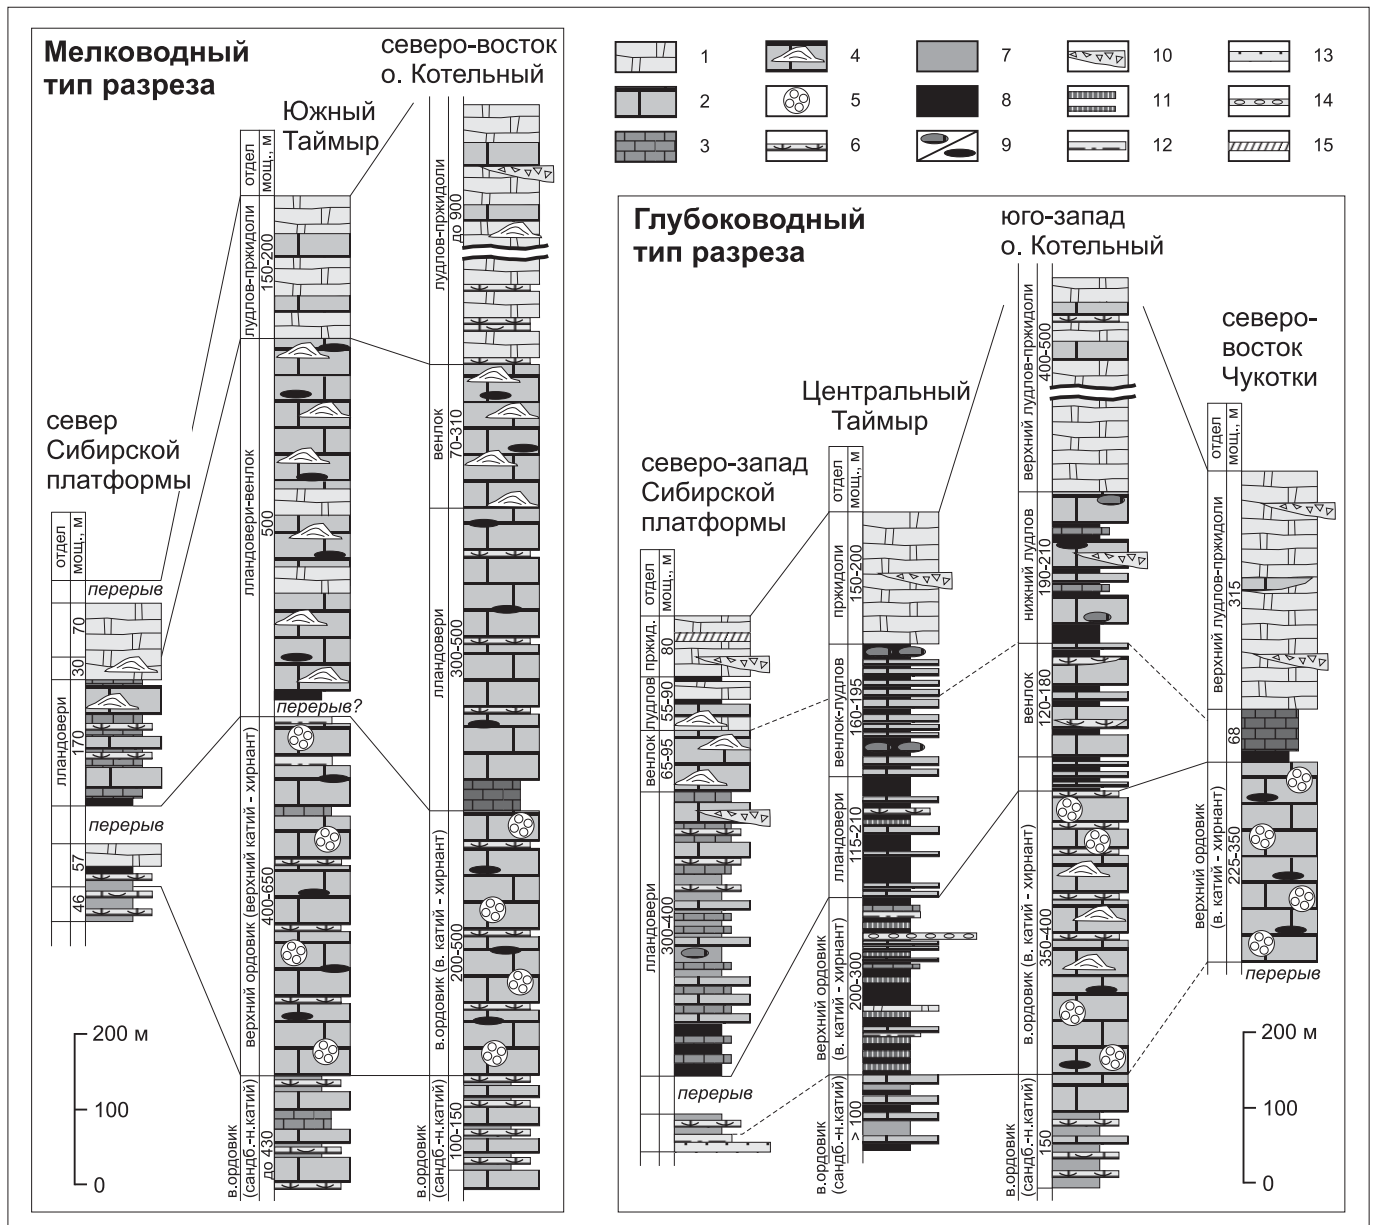 Мелководный
тип разреза
северо-восток
о. Котельный
Южный
Таймыр
север
Сибирской
платформы
отдел
мощ., м
перерыв
70
30
лландовери
170
перерыв
57
46
200 м
100
0
отдел
мощ., м
лудлов-пржидоли
150-200
лландовери-венлок
500
перерыв?
верхний ордовик (верхний катий - хирнант)
400-650
в.ордовик
(сандб.-н.катий)
до 430
отдел
мощ., м
лудлов-пржидоли
до 900
венлок
70-310
лландовери
300-500
в.ордовик (в. катий - хирнант)
200-500
в.ордовик
(сандб.-н.катий)
100-150
1
2
3
4
5
6
7
8
9
10
11
12
13
14
15
Глубоководный
тип разреза
юго-запад
о. Котельный
северо-
восток
Чукотки
Центральный
Таймыр
северо-запад
Сибирской
платформы
отдел
мощ., м
пржид.
80
лудлов
55-90
венлок
65-95
лландовери
300-400
перерыв
отдел
мощ., м
пржидоли
150-200
венлок-лудлов
160-195
лландовери
115-210
верхний ордовик
(в. катий - хирнант)
200-300
в.ордовик
(сандб.-н.катий)
> 100
верхний лудлов-пржидоли
400-500
нижний лудлов
190-210
венлок
120-180
в.ордовик (в. катий - хирнант)
350-400
в.ордовик
(сандб.-н.катий)
150
отдел
мощ., м
верхний лудлов-пржидоли
315
68
верхний ордовик
(в. катий - хирнант)
225-350
перерыв
200 м
100
0